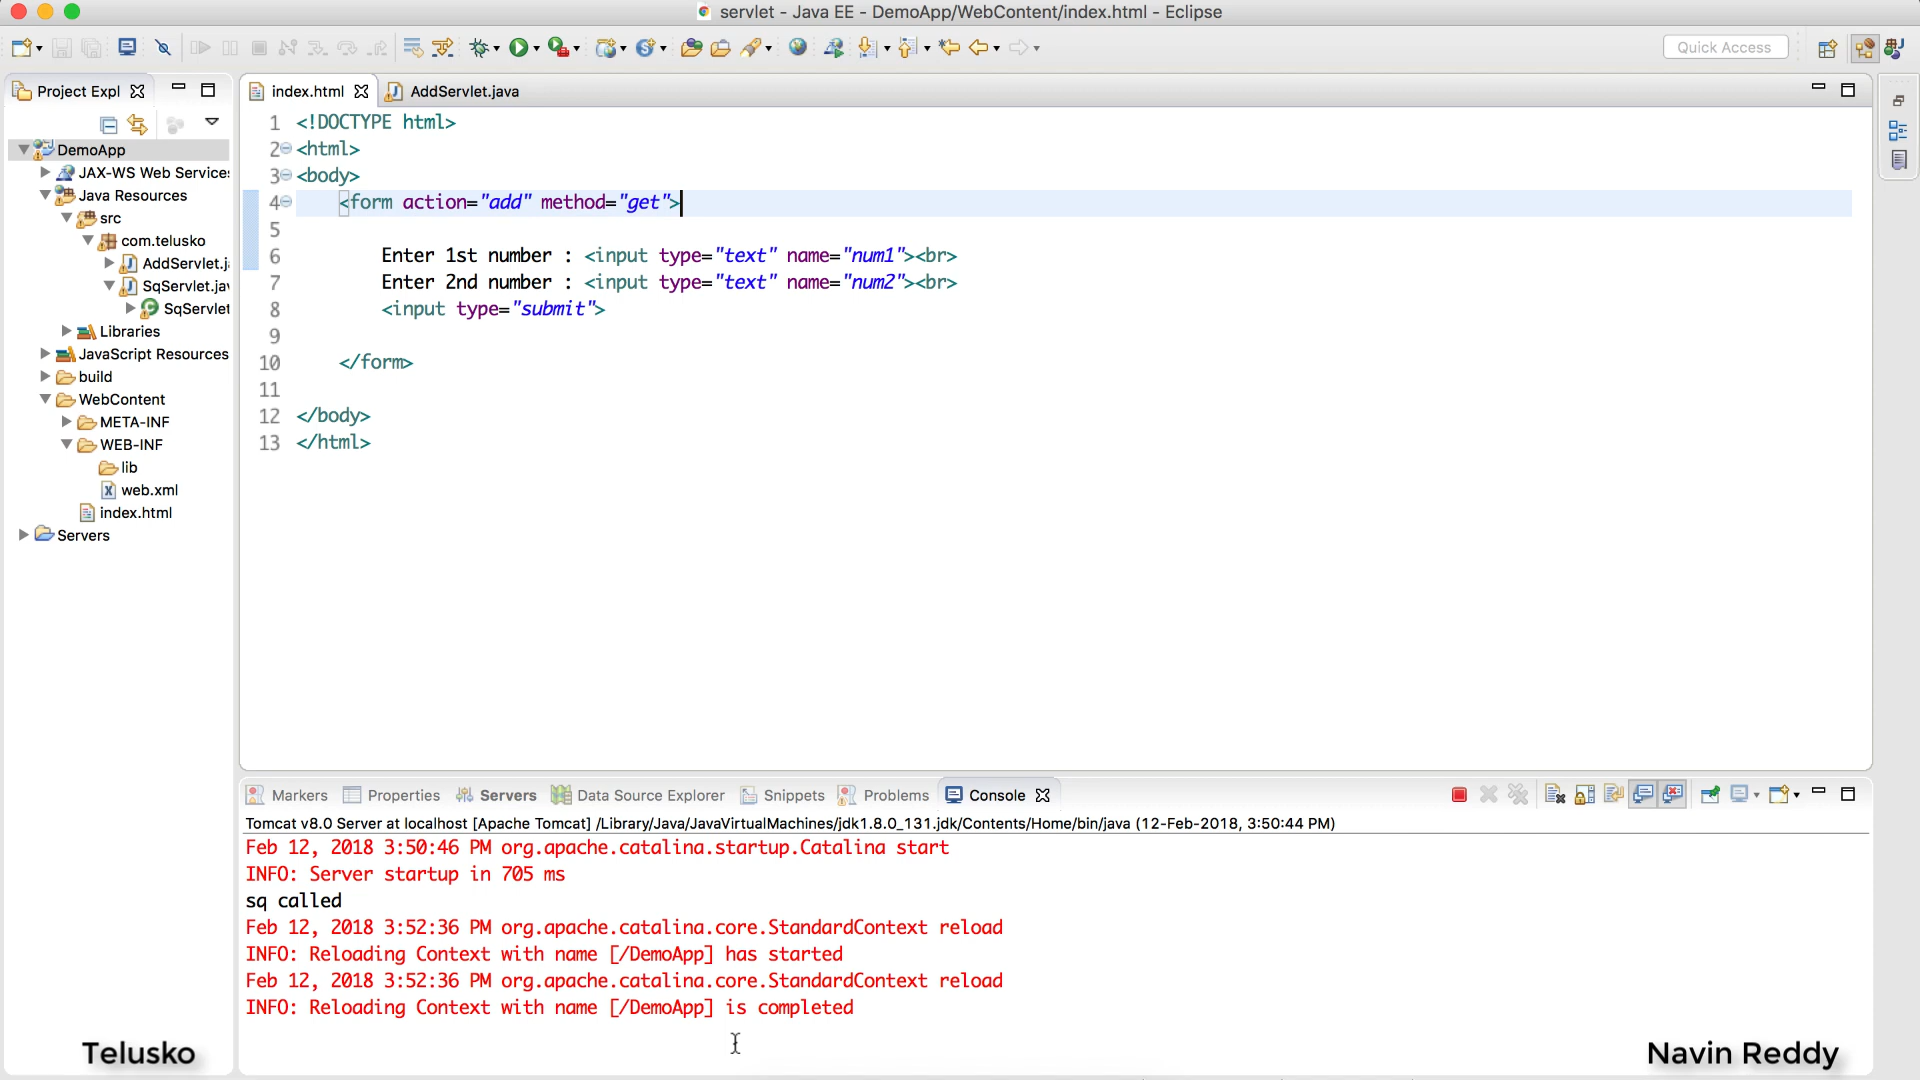 servlet - Java EE - DemoApp/WebContent/index.html - Eclipse
Quick Access
Project Expl
DemoApp
JAX-WS Web Service
Java Resources
src
com.telusko
AddServlet.j
SqServlet.jav
SqServlet
Libraries
JavaScript Resources
build
WebContent
META-INF
WEB-INF
lib
web.xml
index.html
Servers
index.html AddServlet.java
1 <!DOCTYPE html>
2 <html>
3 <body>
4 <form action="add" method="get">
5
6 Enter 1st number : <input type="text" name="num1"><br>
7 Enter 2nd number : <input type="text" name="num2"><br>
8 <input type="submit">
9
10 </form>
11
12 </body>
13 </html>
Markers Properties Servers Data Source Explorer Snippets Problems Console
Tomcat v8.0 Server at localhost [Apache Tomcat] /Library/Java/JavaVirtualMachines/jdk1.8.0_131.jdk/Contents/Home/bin/java (12-Feb-2018, 3:50:44 PM)
Feb 12, 2018 3:50:46 PM org.apache.catalina.startup.Catalina start
INFO: Server startup in 705 ms
sq called
Feb 12, 2018 3:52:36 PM org.apache.catalina.core.StandardContext reload
INFO: Reloading Context with name [/DemoApp] has started
Feb 12, 2018 3:52:36 PM org.apache.catalina.core.StandardContext reload
INFO: Reloading Context with name [/DemoApp] is completed
Telusko
Navin Reddy